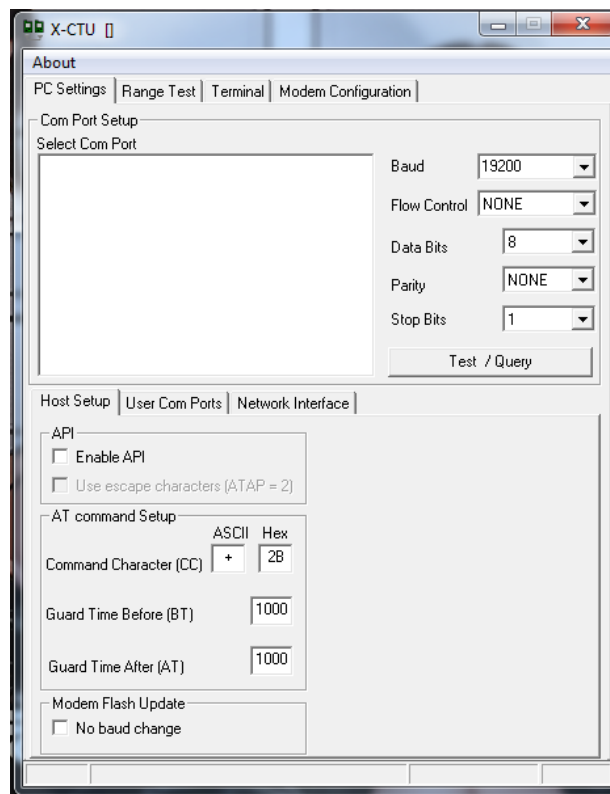 X-CTU []
About
PC Settings Range Test Terminal Modem Configuration
Com Port Setup
Select Com Port
Baud 19200
Flow Control NONE
Data Bits 8
Parity NONE
Stop Bits 1
Test / Query
Host Setup User Com Ports Network Interface
API
Enable API
Use escape characters (ATAP = 2)
AT command Setup
ASCII Hex
Command Character (CC) + 2B
Guard Time Before (BT) 1000
Guard Time After (AT) 1000
Modem Flash Update
No baud change